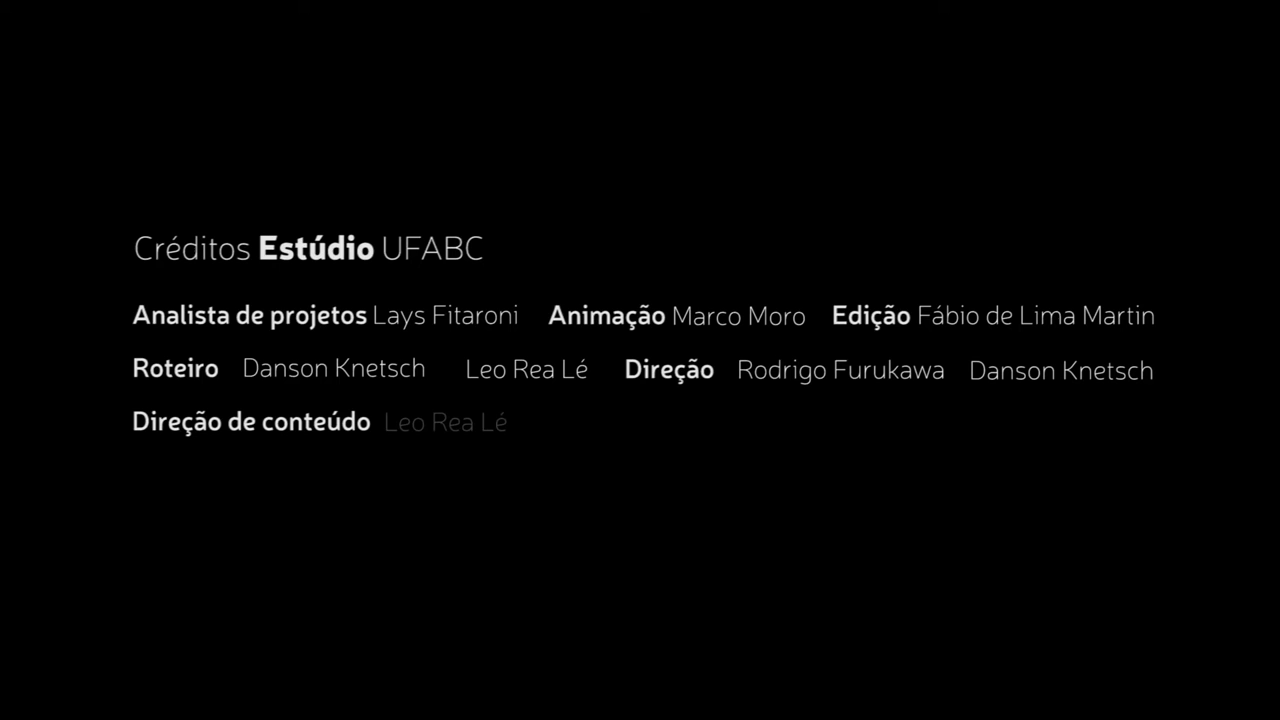 Créditos Estúdio UFABC
Analista de projetos Lays Fitaroni Animação Marco Moro Edição Fábio de Lima Martin
Roteiro Danson Knetsch Leo Rea Lé Direção Rodrigo Furukawa Danson Knetsch
Direção de conteúdo Leo Rea Lé